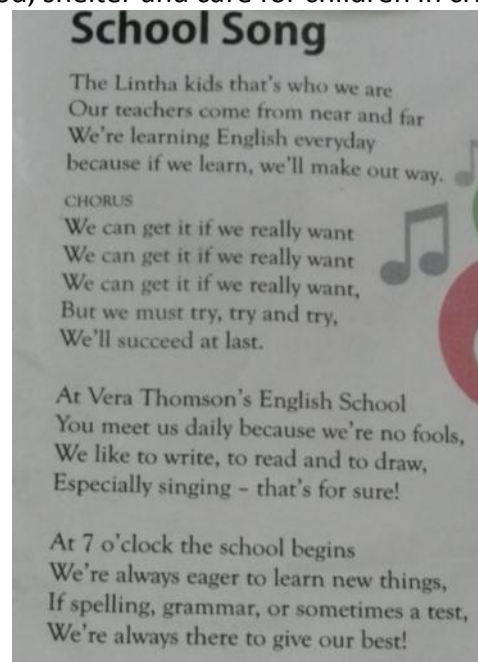 shelter and care for children in
School Song
The Lintha kids that's who we are
Our teachers come from near and far
We're learning English everyday
because if we learn, we'll make out way.
CHORUS
We can get it if we really want
We can get it if we really want
We can get it if we really want,
But we must try, try and try,
We'll succeed at last.
At Vera Thomson's English School
You meet us daily because we're no fools,
We like to write, to read and to draw,
Especially singing – that's for sure!
At 7 o'clock the school begins
We're always eager to learn new things,
If spelling, grammar, or sometimes a test,
We're always there to give our best!